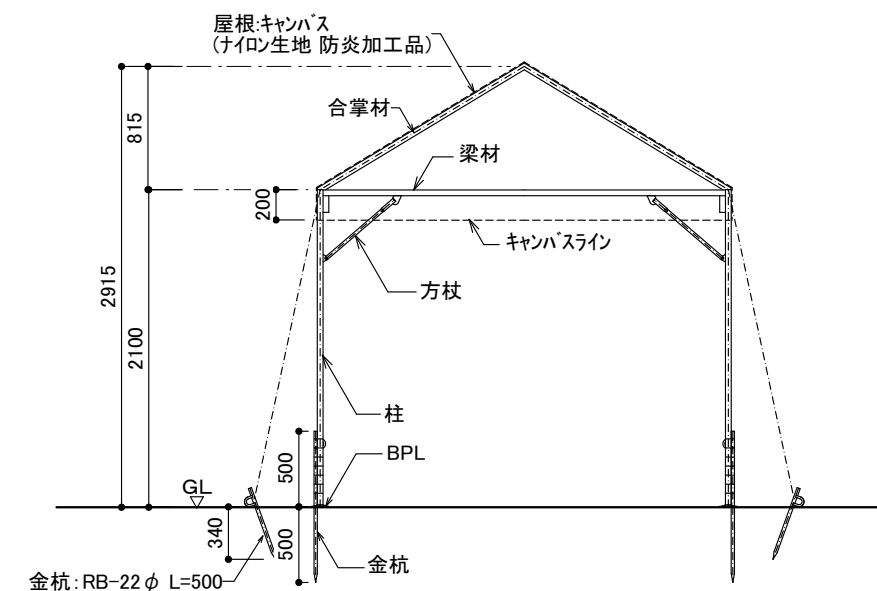 屋根:キャンバス
(ナイロン生地 防炎加工品)
合掌材
815
梁材
200
キャンバスライン
2915
方杖
2100
柱
500
BPL
GL
340
500
金杭
金杭:RB-22φ L=500